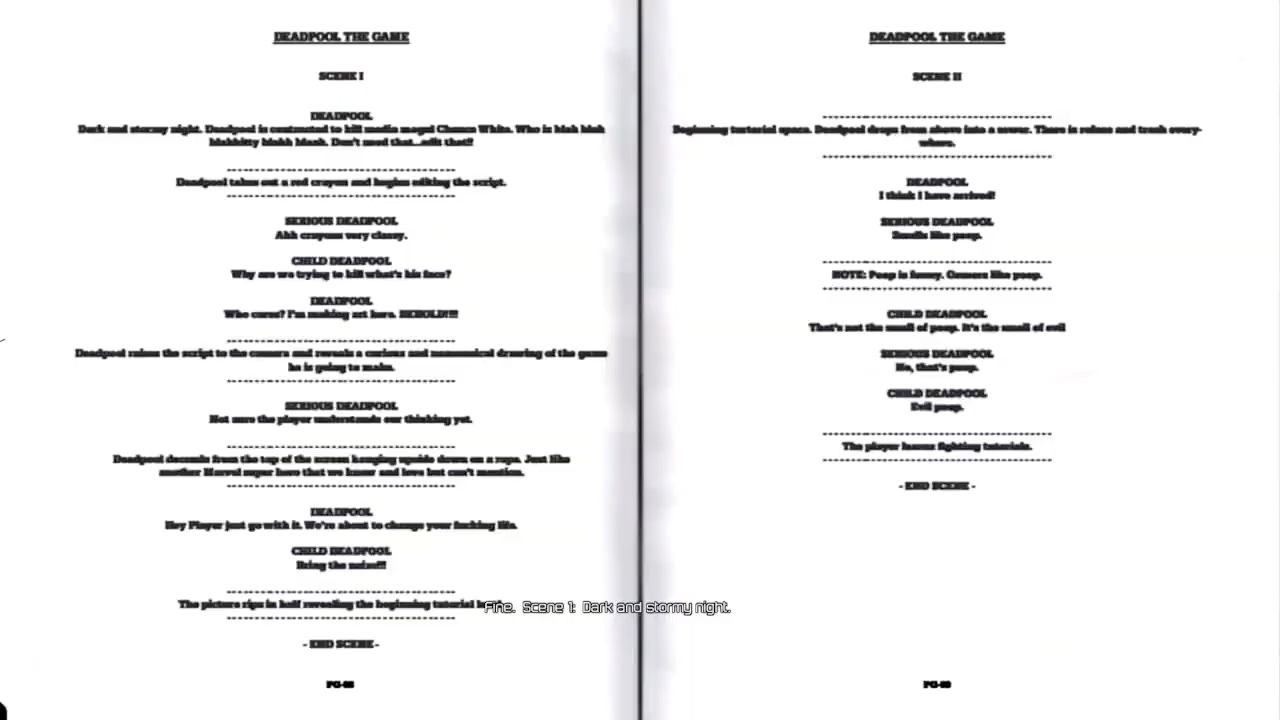 DEADPOOL THE GAME
SCENE I
DEADPOOL
Dark and stormy night. Deadpool is contracted to kill media mogul Chance White. Who is blah blah
blahbitty blahh blaah. Don't need that...edit that!!
Deadpool takes out a red crayon and begins editing the script.
SERIOUS DEADPOOL
Ahh crayons very classy.
CHILD DEADPOOL
Why are we trying to kill what's his face?
DEADPOOL
Who cares? I'm making art here. BEHOLD!!!!
Deadpool raises the script to the camera and reveals a curious and nonsensical drawing of the game
he is going to make.
SERIOUS DEADPOOL
Not sure the player understands our thinking yet.
Deadpool descends from the top of the screen hanging upside down on a rope. Just like
another Marvel super hero that we know and love but can't mention.
DEADPOOL
Hey Player just go with it. We're about to change your fucking life.
CHILD DEADPOOL
Bring the noise!!!
The picture rips in half revealing the beginning tutorial
Fine. Scene 1: Dark and stormy night.
- END SCENE -
DEADPOOL THE GAME
SCENE II
Beginning tutorial space. Deadpool drops from above into a sewer. There is ruins and trash every-
where.
DEADPOOL
I think I have arrived!
SERIOUS DEADPOOL
Smells like poop.
NOTE: Poop is funny. Gamers like poop.
CHILD DEADPOOL
That's not the smell of poop. It's the smell of evil
SERIOUS DEADPOOL
No, that's poop.
CHILD DEADPOOL
Evil poop.
The player learns fighting tutorials.
- END SCENE -